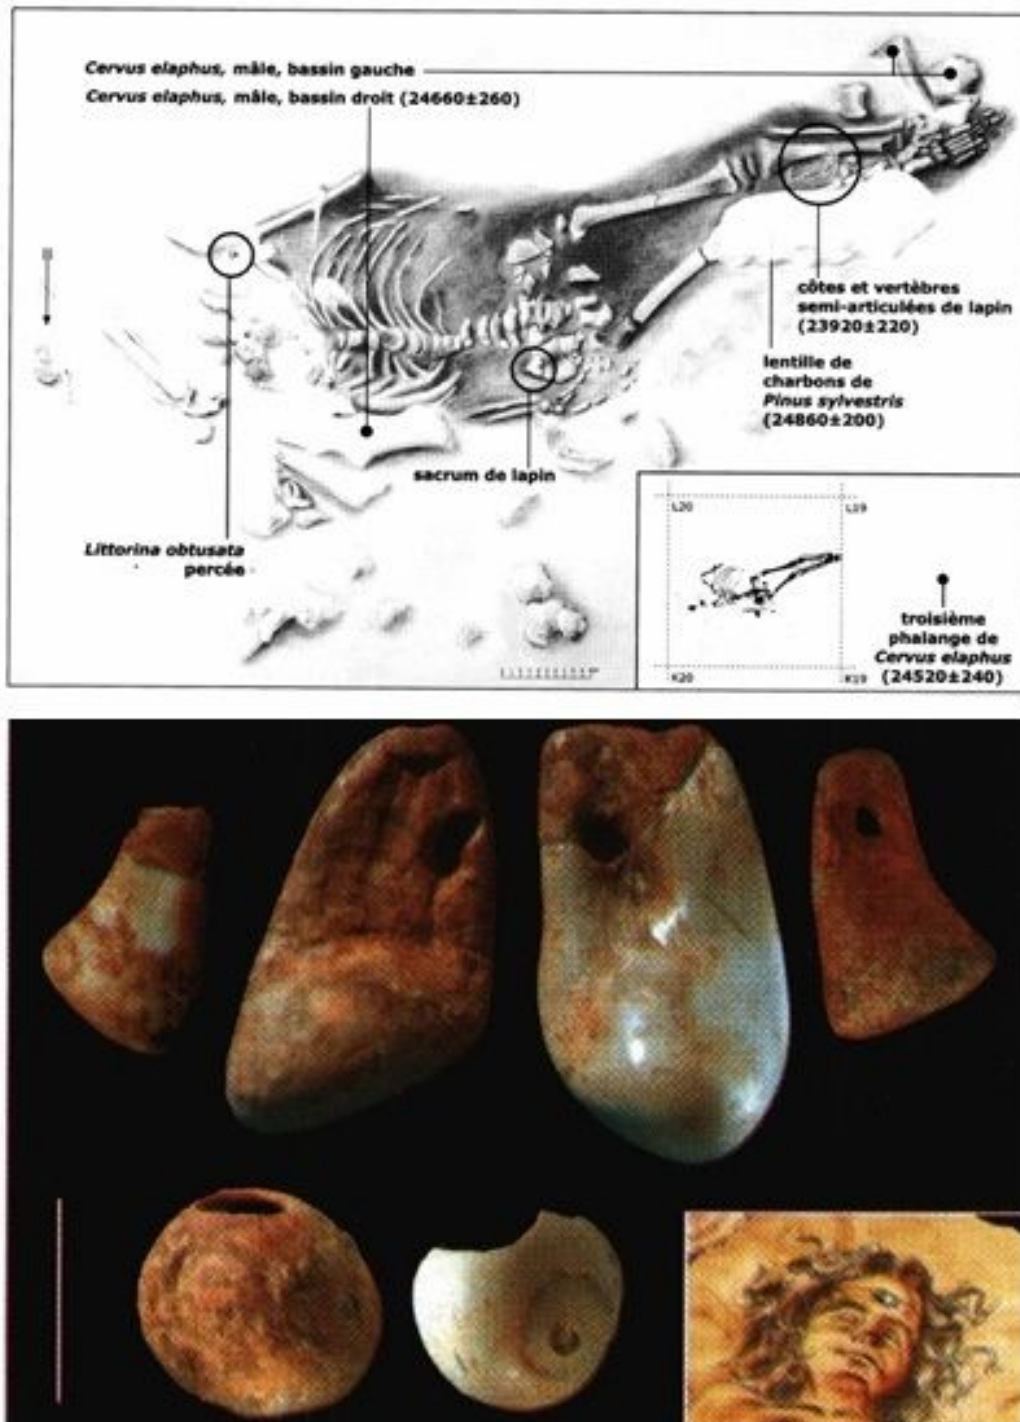 Cervus elaphus, mâle, bassin gauche
Cervus elaphus, mâle, bassin droit (24660±260)
côtes et vertèbres
semi-articulées de lapin
(23920±220)
lentille de
charbons de
Pinus sylvestris
(24860±200)
sacrum de lapin
Littorina obtusata
percée
L20
L19
troisième
phalange de
Cervus elaphus
(24520±240)
K20
K19